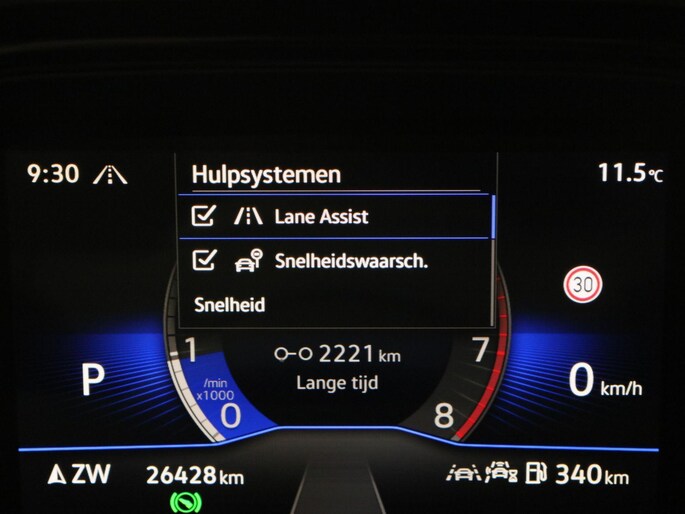 9:30
11.5°C
Hulpsystemen
Lane Assist
Snelheidswaarsch.
Snelheid
30
P
1
/min
x1000
0
2221 km
Lange tijd
7
8
0 km/h
ZW
26428 km
340 km